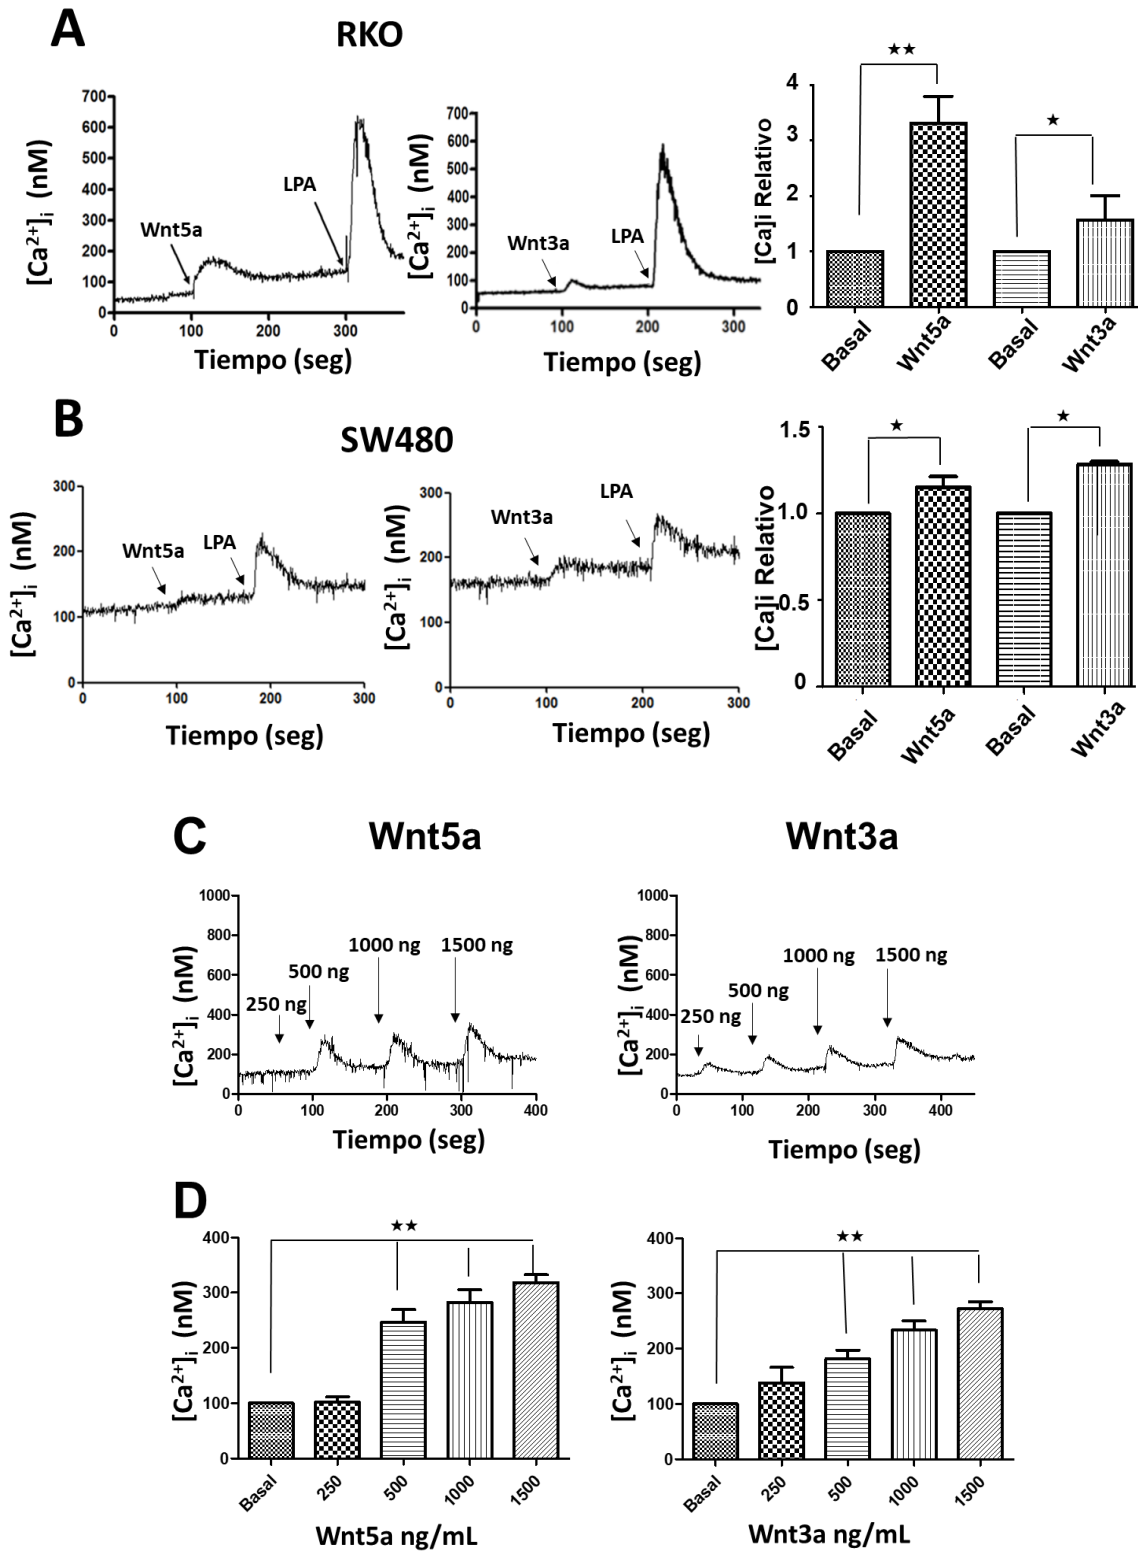 A
RKO
[Ca2+]i (nM)
700
600
500
400
300
200
100
0
0
100
200
300
Wnt5a
LPA
Tiempo (seg)
[Ca2+]i (nM)
700
600
500
400
300
200
100
0
0
100
200
300
Wnt3a
LPA
Tiempo (seg)
[Ca]i Relativo
4
3
2
1
0
★★
★
Basal
Wnt5a
Basal
Wnt3a
B
SW480
[Ca2+]i (nM)
300
200
100
0
0
100
200
300
Wnt5a
LPA
Tiempo (seg)
[Ca2+]i (nM)
300
200
100
0
0
100
200
300
Wnt3a
LPA
Tiempo (seg)
[Ca]i Relativo
1.5
1.0
0.5
0
★
★
Basal
Wnt5a
Basal
Wnt3a
C
Wnt5a
[Ca2+]i (nM)
1000
800
600
400
200
0
0
100
200
300
400
250 ng
500 ng
1000 ng
1500 ng
Tiempo (seg)
Wnt3a
[Ca2+]i (nM)
1000
800
600
400
200
0
0
100
200
300
400
250 ng
500 ng
1000 ng
1500 ng
Tiempo (seg)
D
[Ca2+]i (nM)
400
300
200
100
0
★★
Basal
250
500
1000
1500
Wnt5a ng/mL
[Ca2+]i (nM)
400
300
200
100
0
★★
Basal
250
500
1000
1500
Wnt3a ng/mL